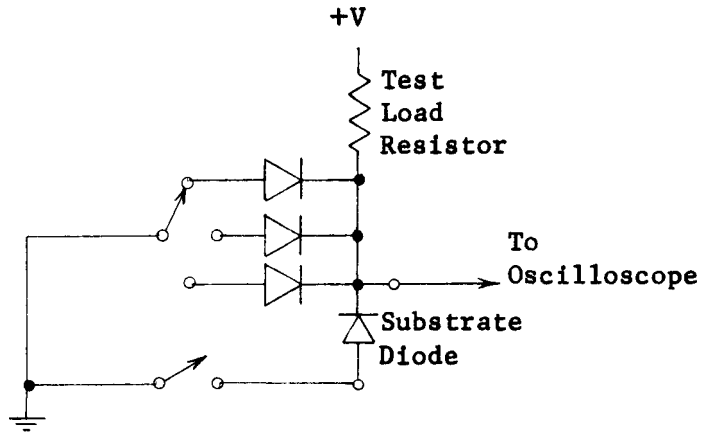 +V
Test
Load
Resistor
To
Oscilloscope
Substrate
Diode